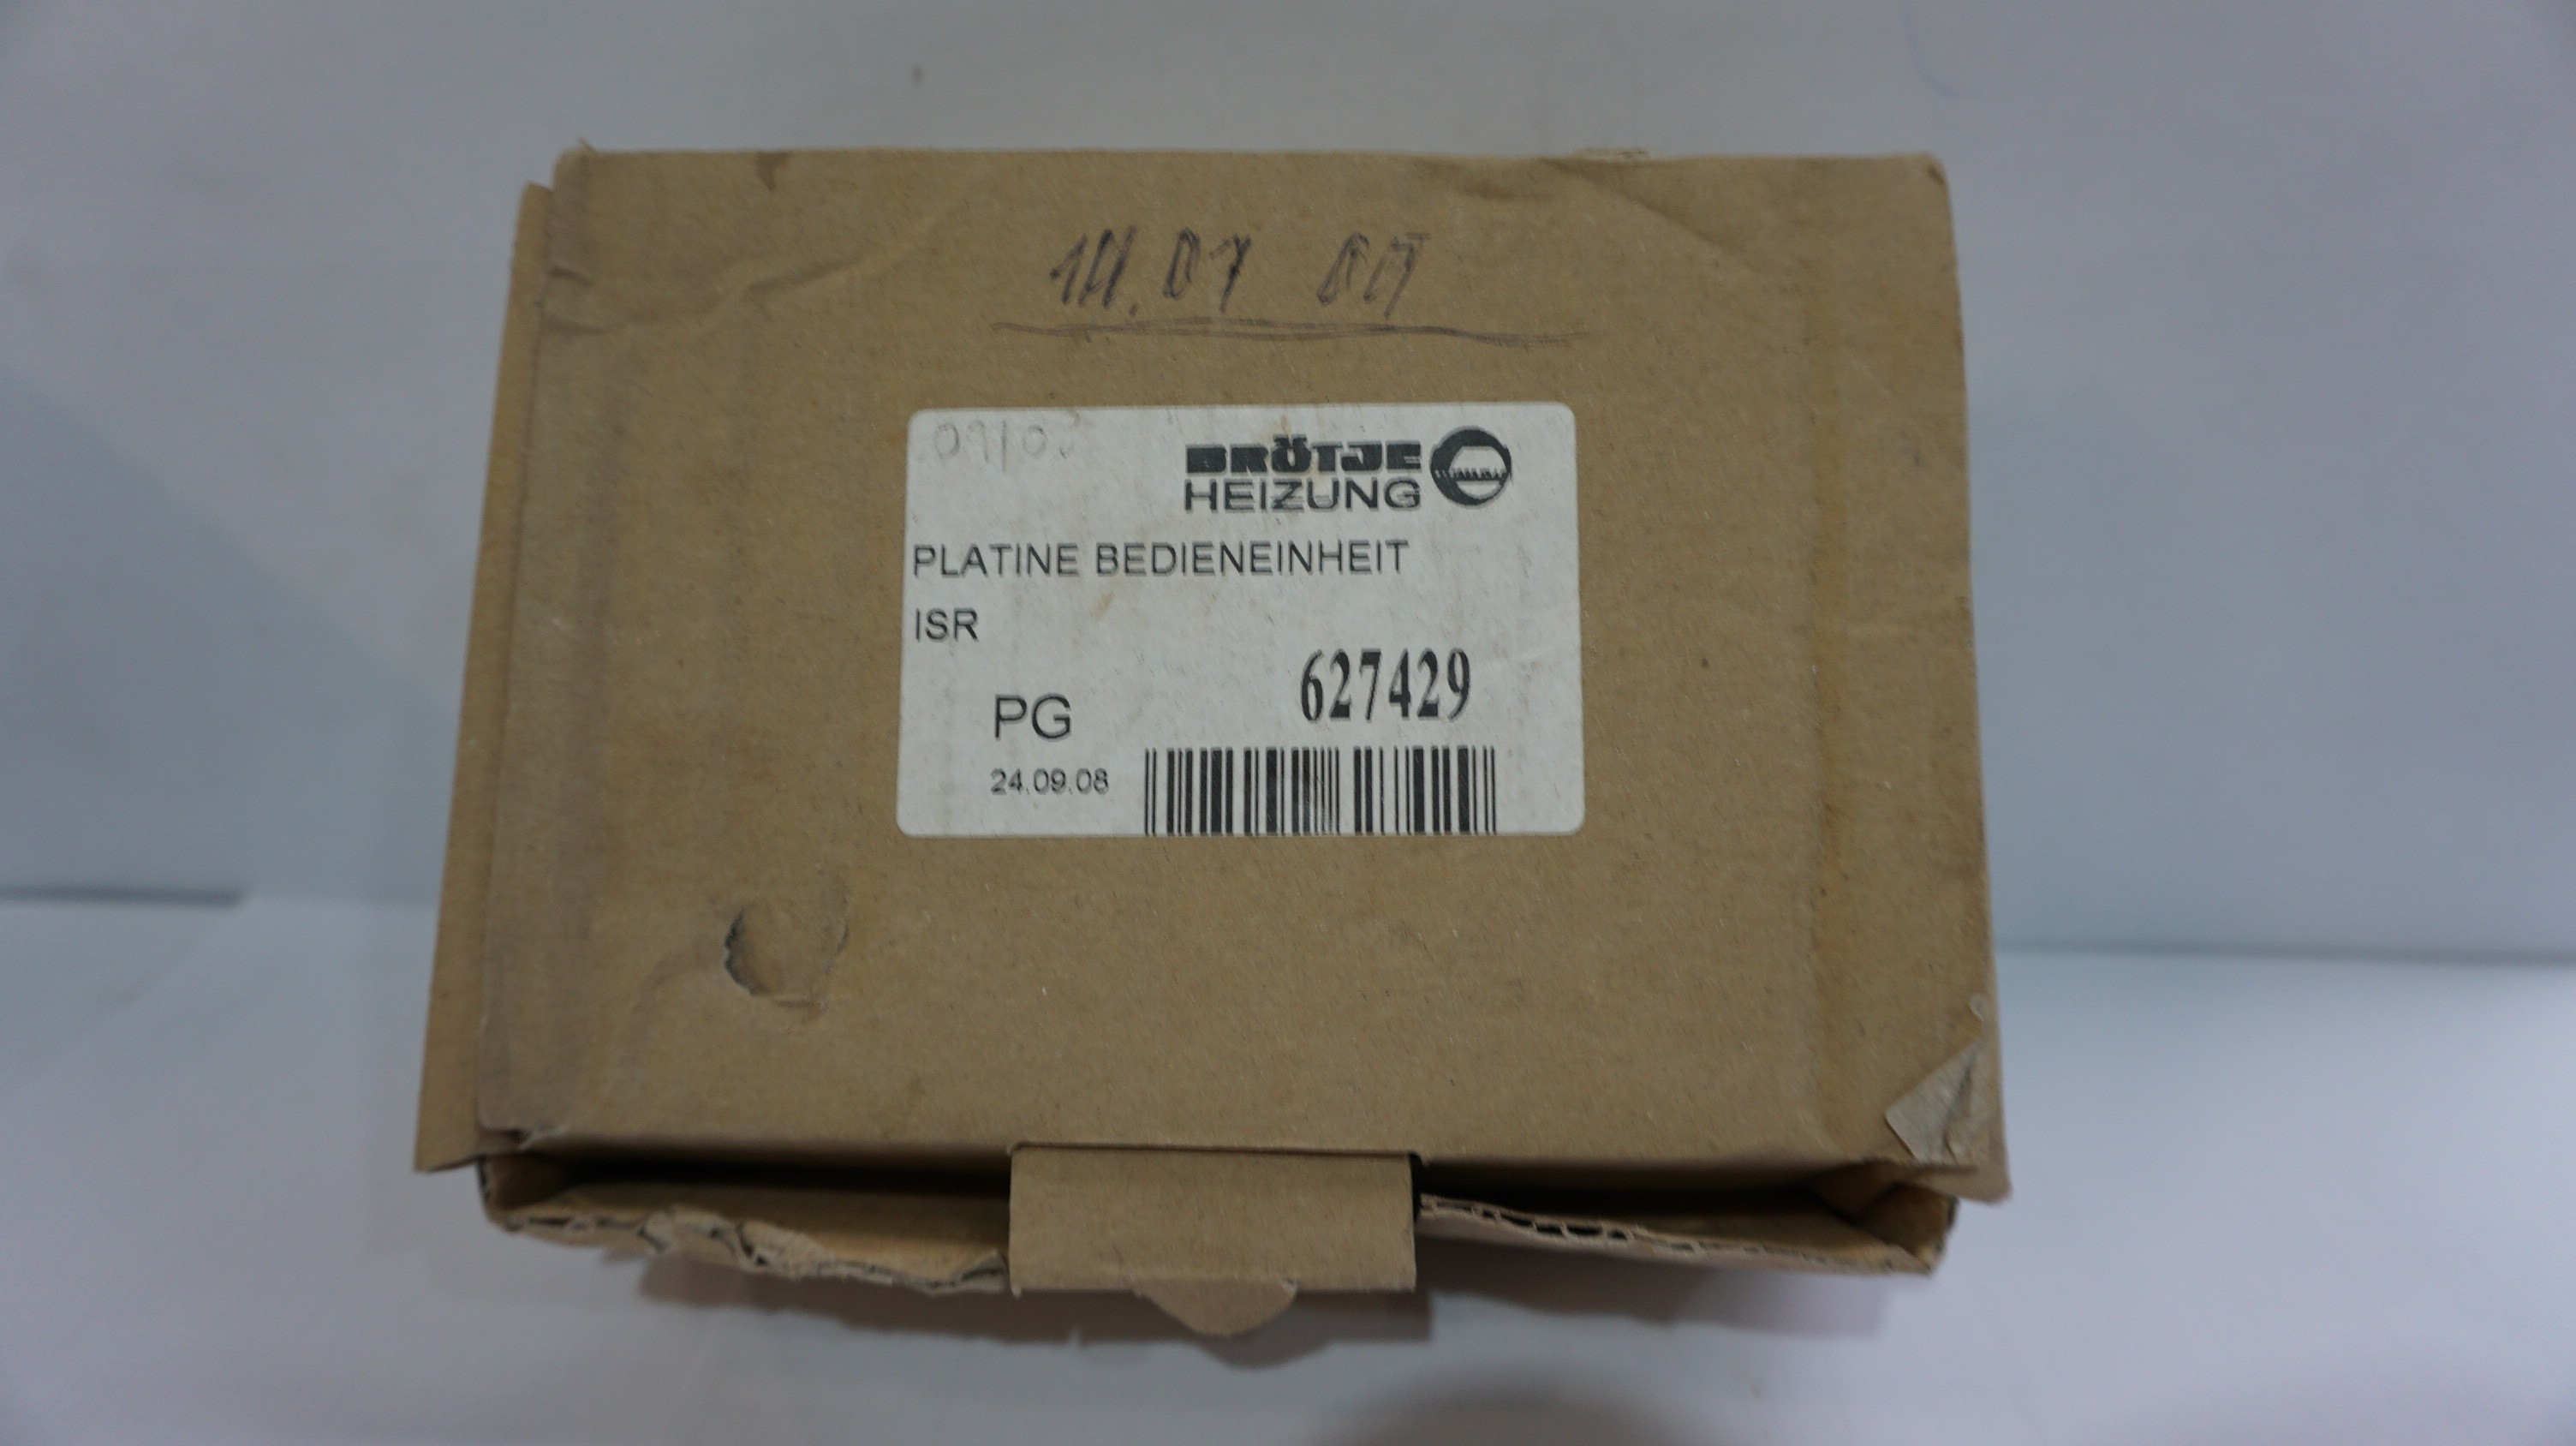 BRÖTJE
HEIZUNG
PLATINE BEDIENEINHEIT
ISR
627429
PG
24.09.08